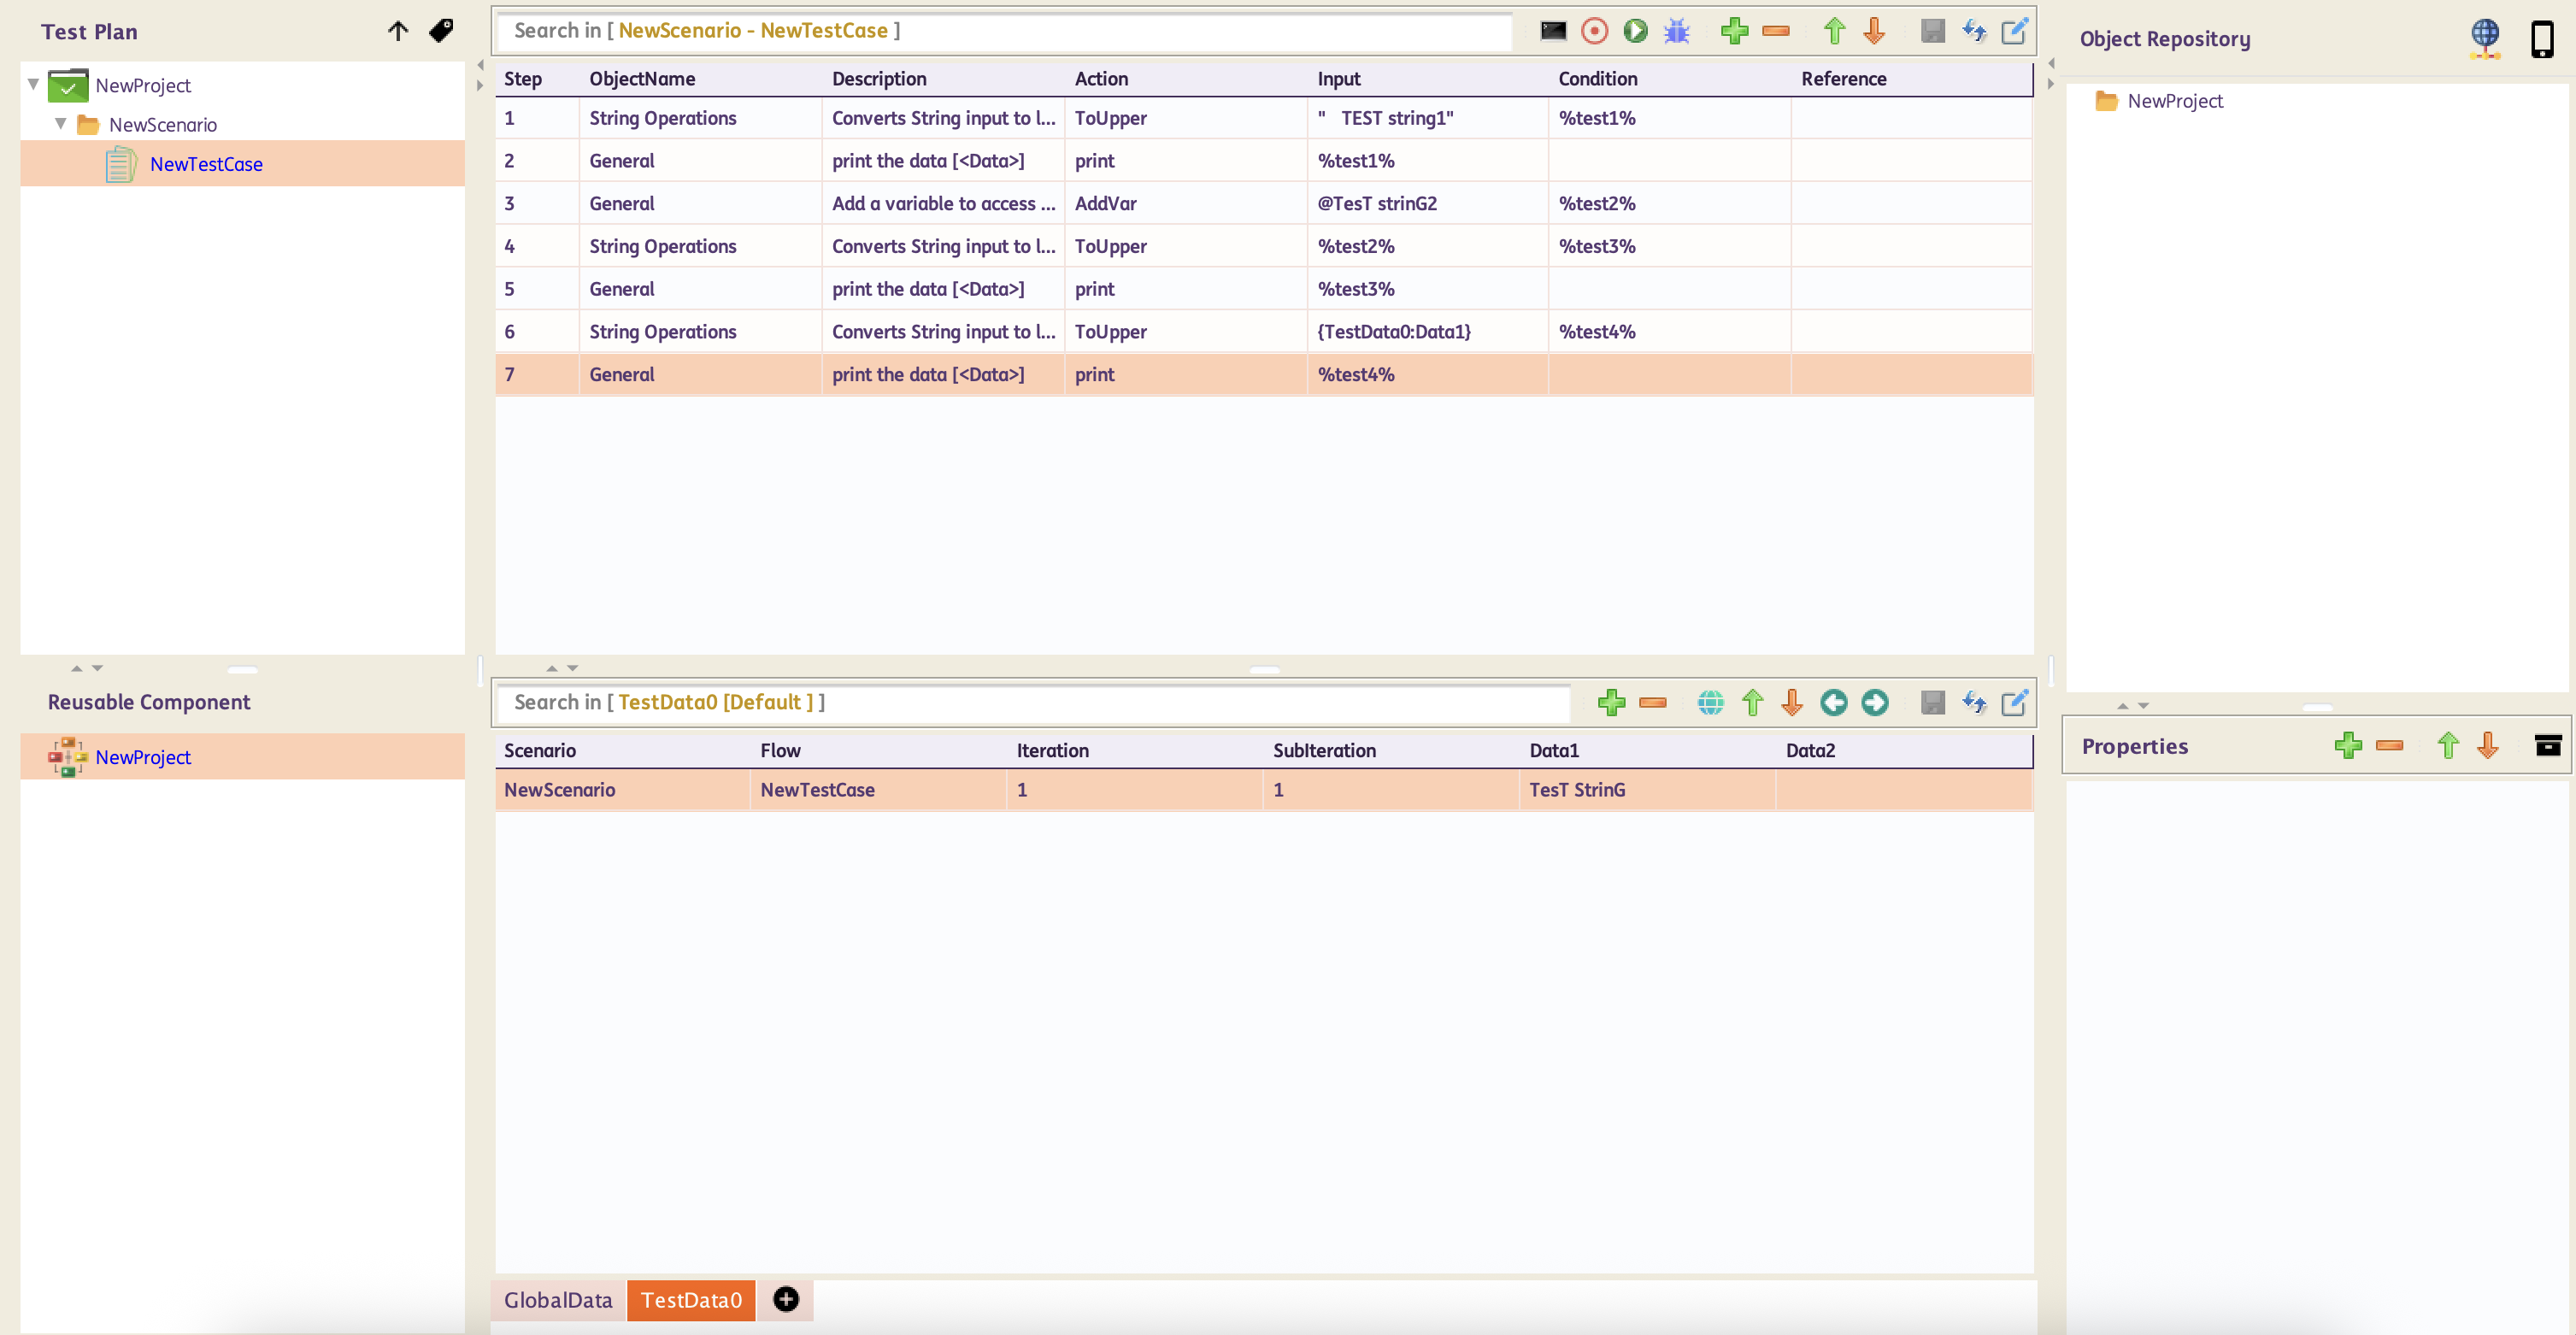 Test Plan
NewProject
NewScenario
NewTestCase
Search in [ NewScenario - NewTestCase ]
Step ObjectName Description Action Input Condition Reference
1 String Operations Converts String input to l... ToUpper "   TEST string1" %test1%
2 General print the data [<Data>] print %test1%
3 General Add a variable to access ... AddVar @TesT strinG2 %test2%
4 String Operations Converts String input to l... ToUpper %test2% %test3%
5 General print the data [<Data>] print %test3%
6 String Operations Converts String input to l... ToUpper {TestData0:Data1} %test4%
7 General print the data [<Data>] print %test4%
Object Repository
NewProject
Reusable Component
NewProject
Search in [ TestData0 [Default ] ]
Scenario Flow Iteration SubIteration Data1 Data2
NewScenario NewTestCase 1 1 TesT StrinG
GlobalData TestData0
Properties